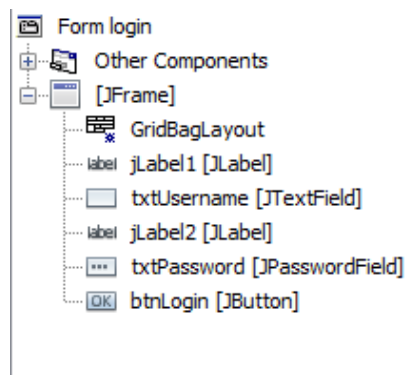 Form login
Other Components
[JFrame]
GridBagLayout
label jLabel1 [JLabel]
txtUsername [JTextField]
label jLabel2 [JLabel]
txtPassword [JPasswordField]
OK btnLogin [JButton]